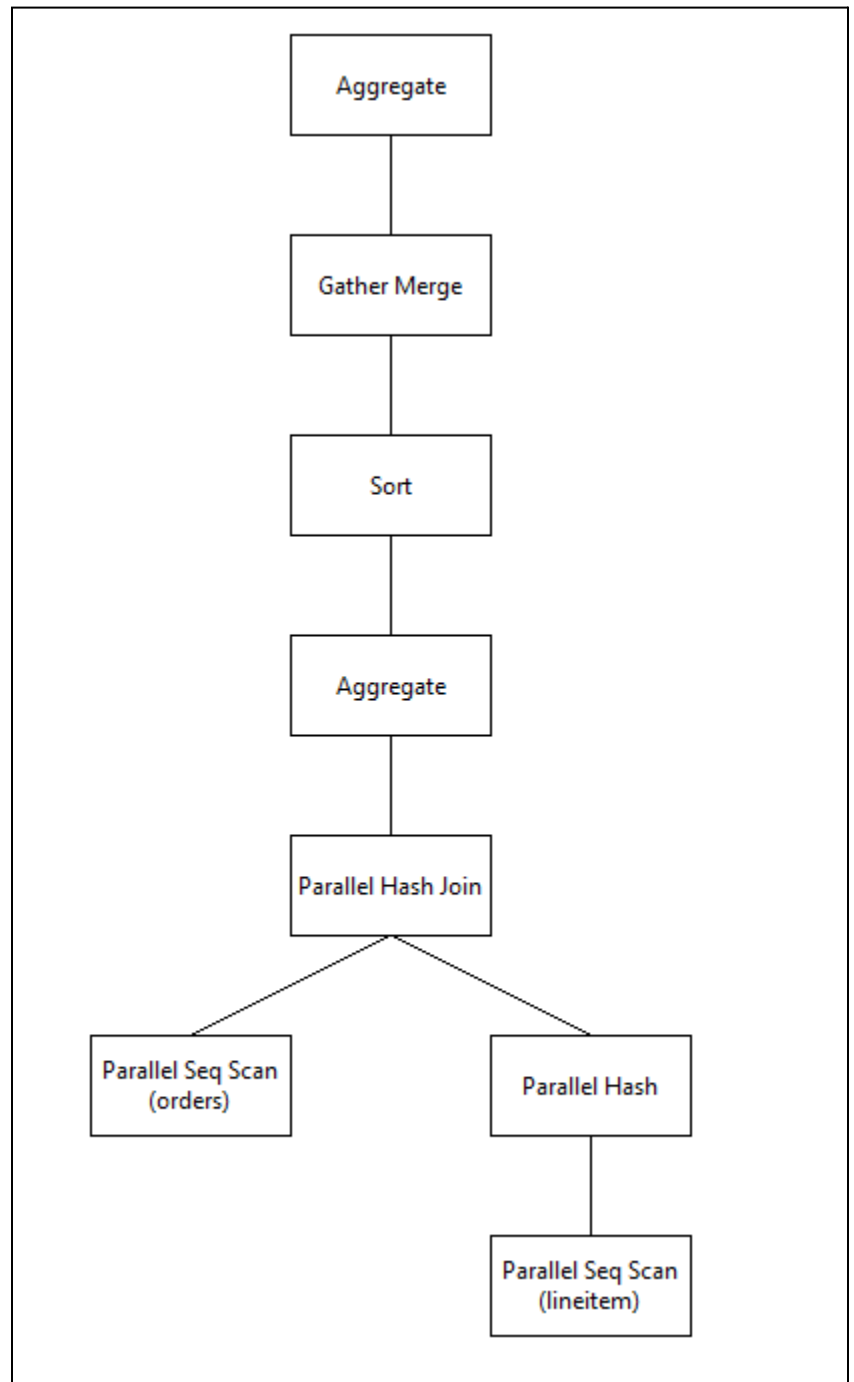 Aggregate
Gather Merge
Sort
Aggregate
Parallel Hash Join
Parallel Seq Scan
(orders)
Parallel Hash
Parallel Seq Scan
(lineitem)